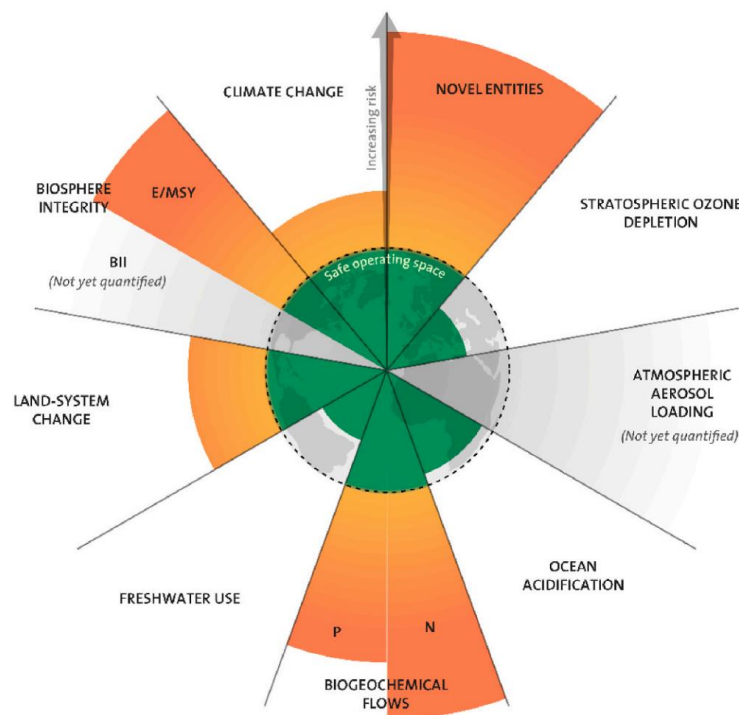 CLIMATE CHANGE
Increasing risk
NOVEL ENTITIES
BIOSPHERE
INTEGRITY
E/MSY
BII
(Not yet quantified)
Safe operating space
STRATOSPHERIC OZONE
DEPLETION
LAND-SYSTEM
CHANGE
ATMOSPHERIC
AEROSOL
LOADING
(Not yet quantified)
FRESHWATER USE
P
N
OCEAN
ACIDIFICATION
BIOGEOCHEMICAL
FLOWS